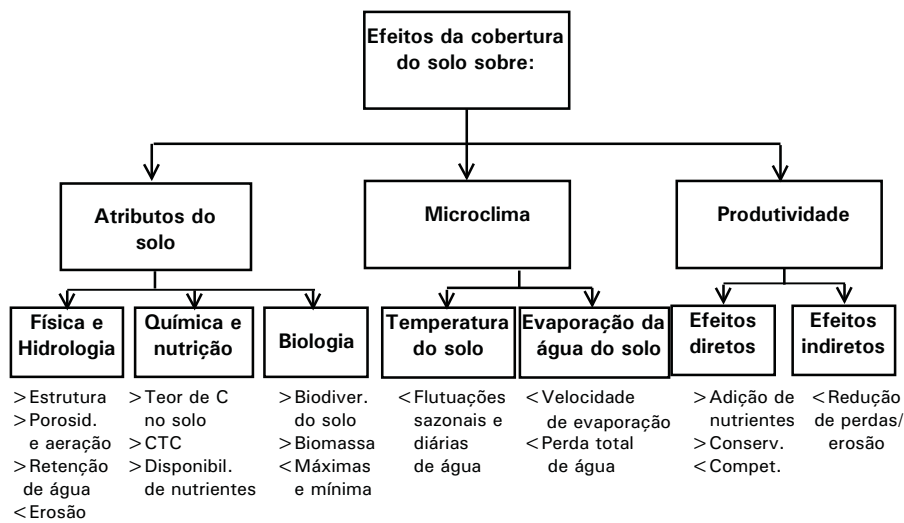 Efeitos da cobertura
do solo sobre:
Atributos do
solo
Microclima
Produtividade
Física e
Hidrologia
Química e
nutrição
Biologia
Temperatura
do solo
Evaporação da
água do solo
Efeitos
diretos
Efeitos
indiretos
>Estrutura
>Porosid.
e aeração
>Retenção
de água
<Erosão
>Teor de C
no solo
>CTC
>Disponibil.
de nutrientes
>Biodiver.
do solo
>Biomassa
<Máximas
e mínima
<Flutuações
sazonais e
diárias
de água
<Velocidade
de evaporação
<Perda total
de água
>Adição de
nutrientes
>Conserv.
<Compet.
<Redução
de perdas/
erosão